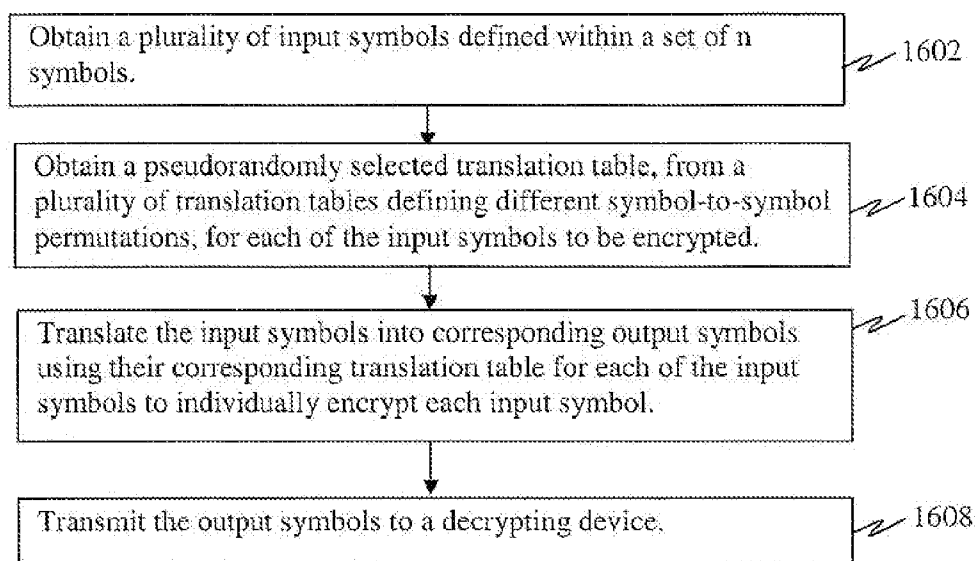 Obtain a plurality of input symbols defined within a set of n
symbols.
1602
Obtain a pseudorandomly selected translation table, from a
plurality of translation tables defining different symbol-to-symbol
permutations, for each of the input symbols to be encrypted.
1604
Translate the input symbols into corresponding output symbols
using their corresponding translation table for each of the input
symbols to individually encrypt each input symbol.
1606
Transmit the output symbols to a decrypting device.
1608